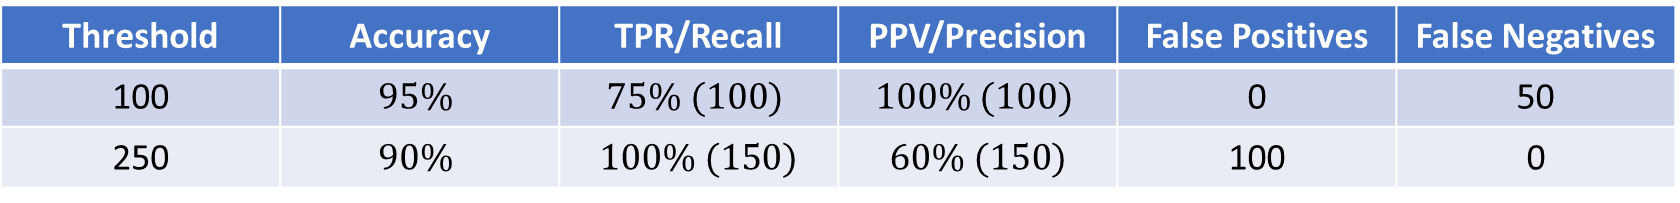 Threshold Accuracy TPR/Recall PPV/Precision False Positives False Negatives
100 95% 75% (100) 100% (100) 0 50
250 90% 100% (150) 60% (150) 100 0